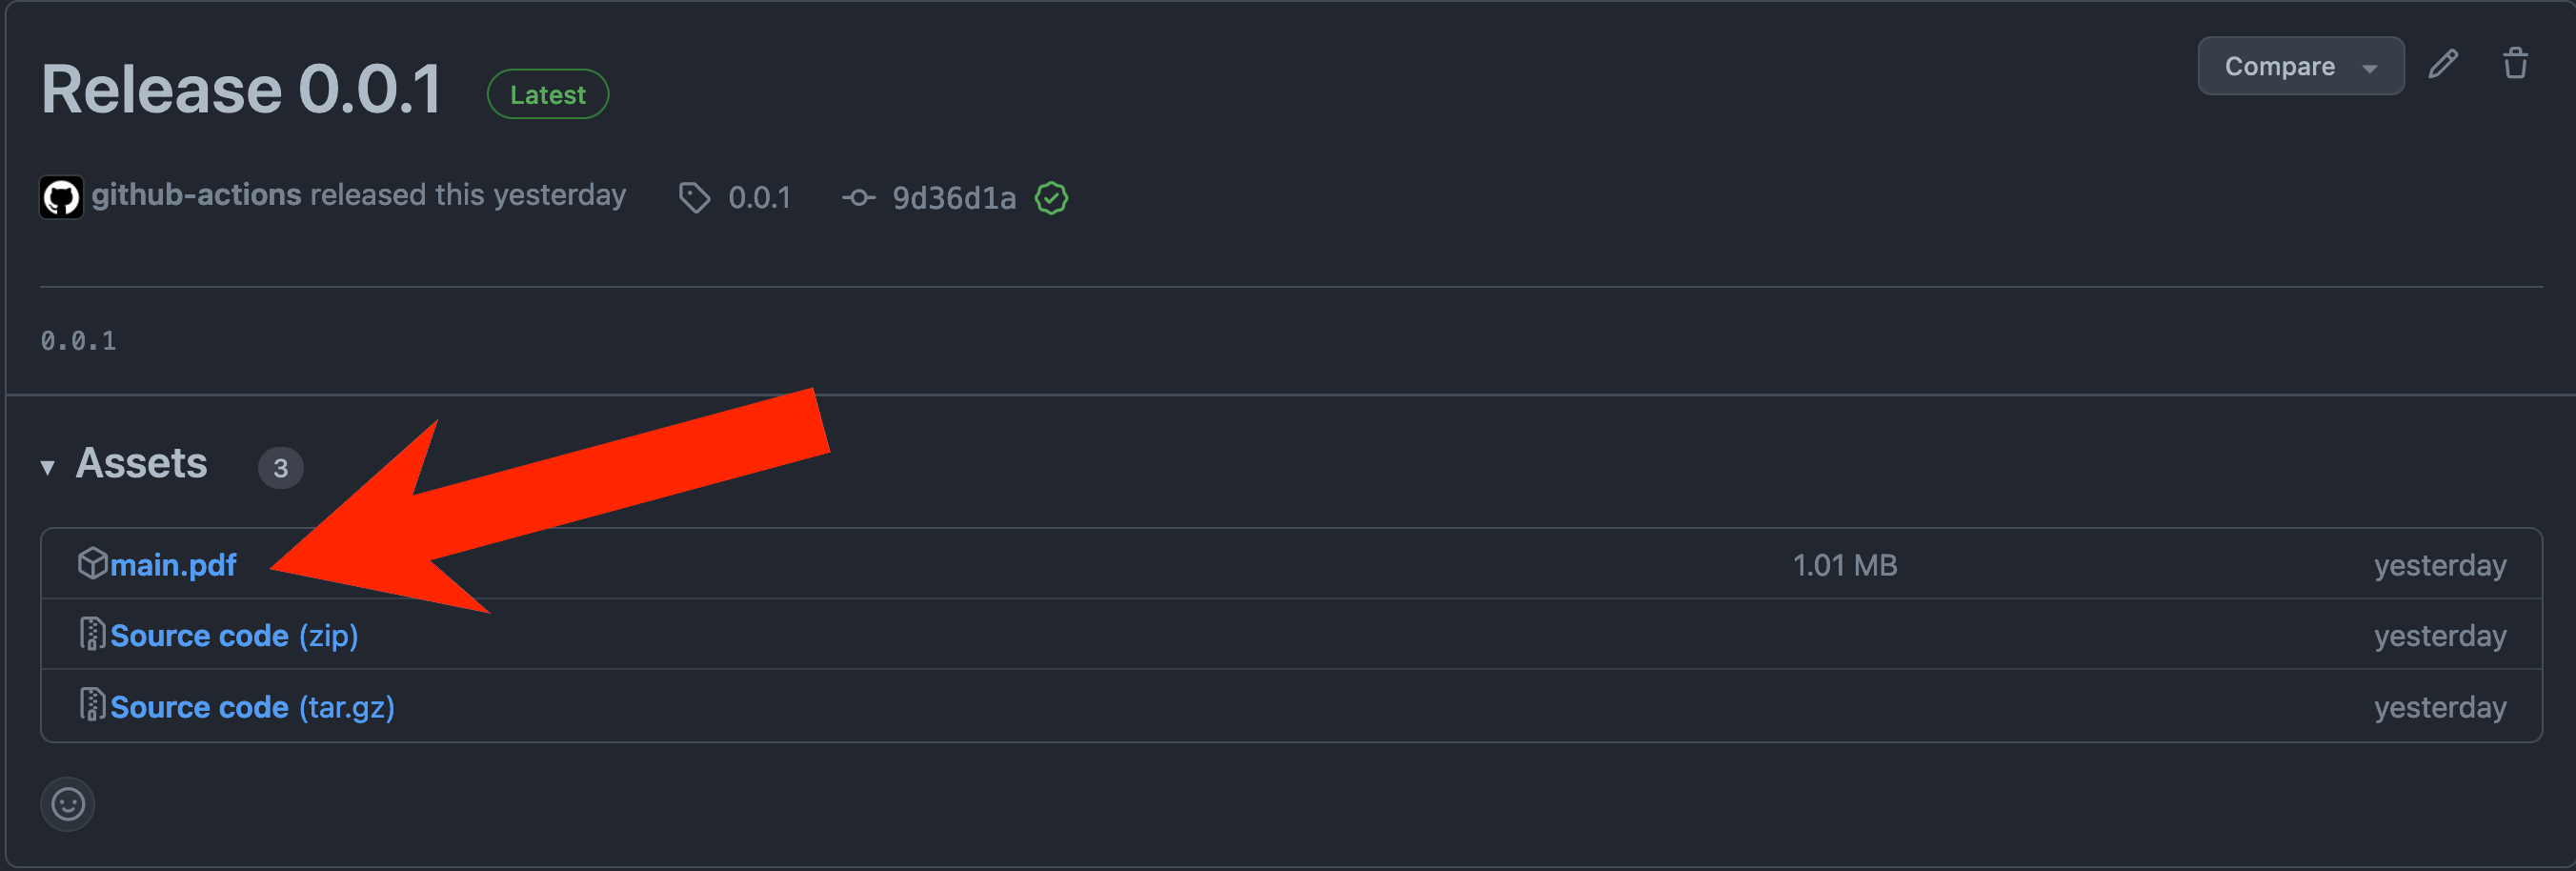 Release 0.0.1 Latest Compare
github-actions released this yesterday 0.0.1 9d36d1a
0.0.1
Assets 3
main.pdf 1.01 MB yesterday
Source code (zip) yesterday
Source code (tar.gz) yesterday